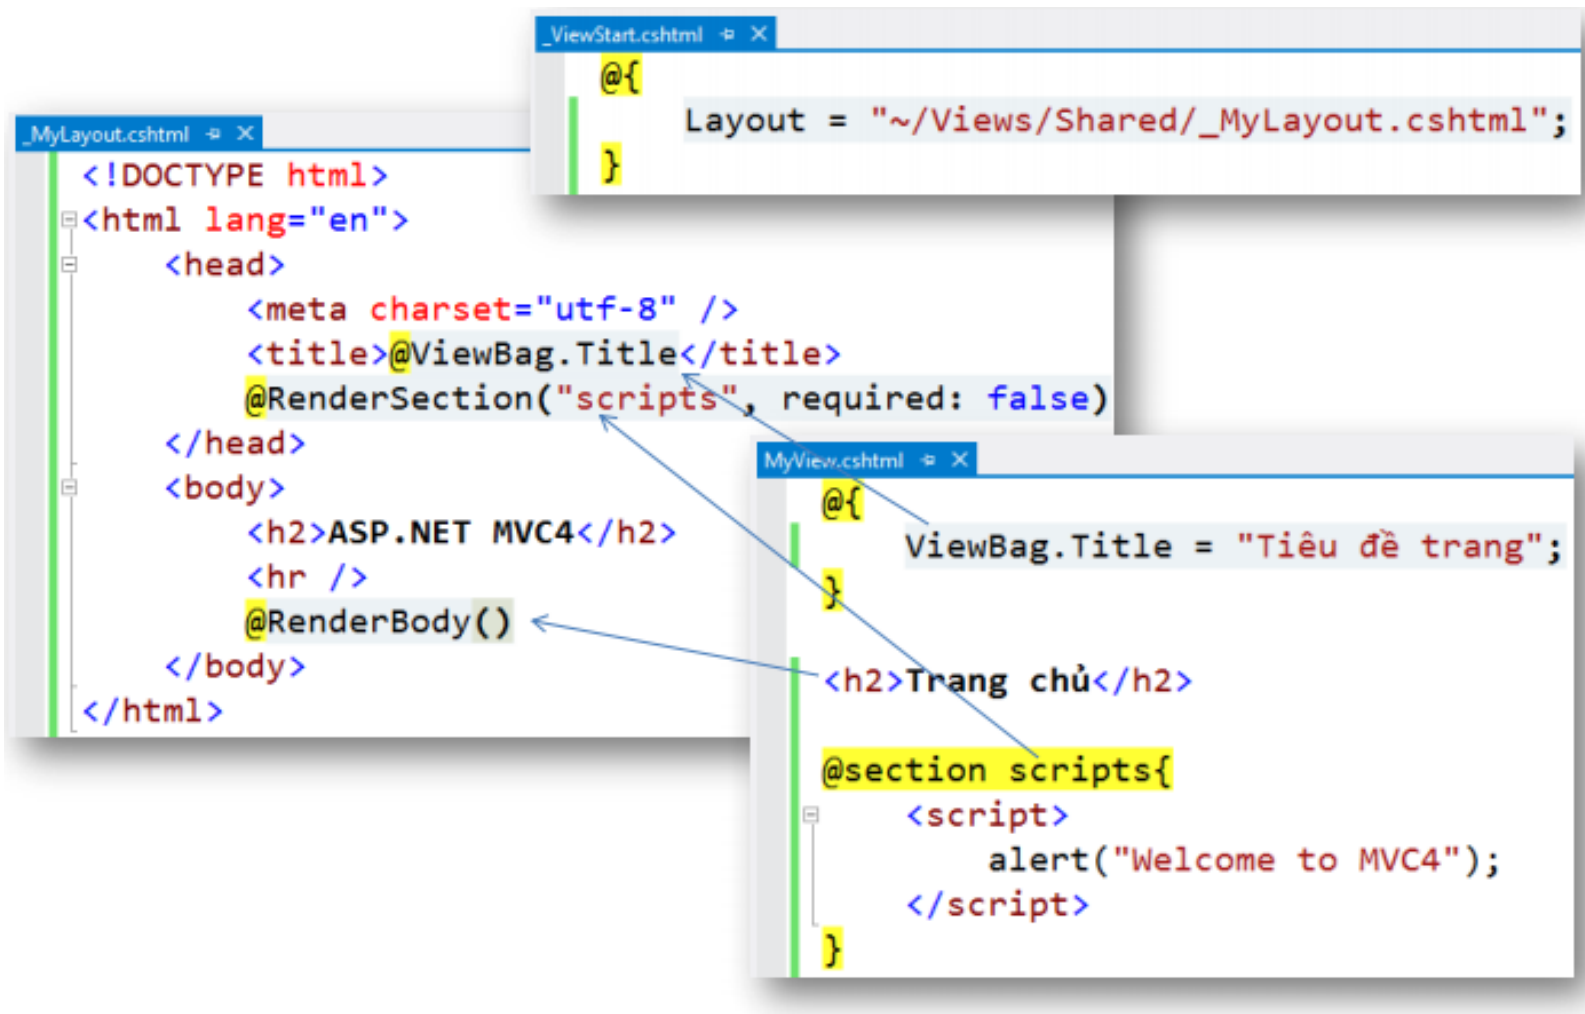 _ViewStart.cshtml
@{
Layout = "~/Views/Shared/_MyLayout.cshtml";
}
_MyLayout.cshtml
<!DOCTYPE html>
<html lang="en">
<head>
<meta charset="utf-8" />
<title>@ViewBag.Title</title>
@RenderSection("scripts", required: false)
</head>
<body>
<h2>ASP.NET MVC4</h2>
<hr />
@RenderBody()
</body>
</html>
MyView.cshtml
@{
ViewBag.Title = "Tiêu đề trang";
}
<h2>Trang chủ</h2>
@section scripts{
<script>
alert("Welcome to MVC4");
</script>
}